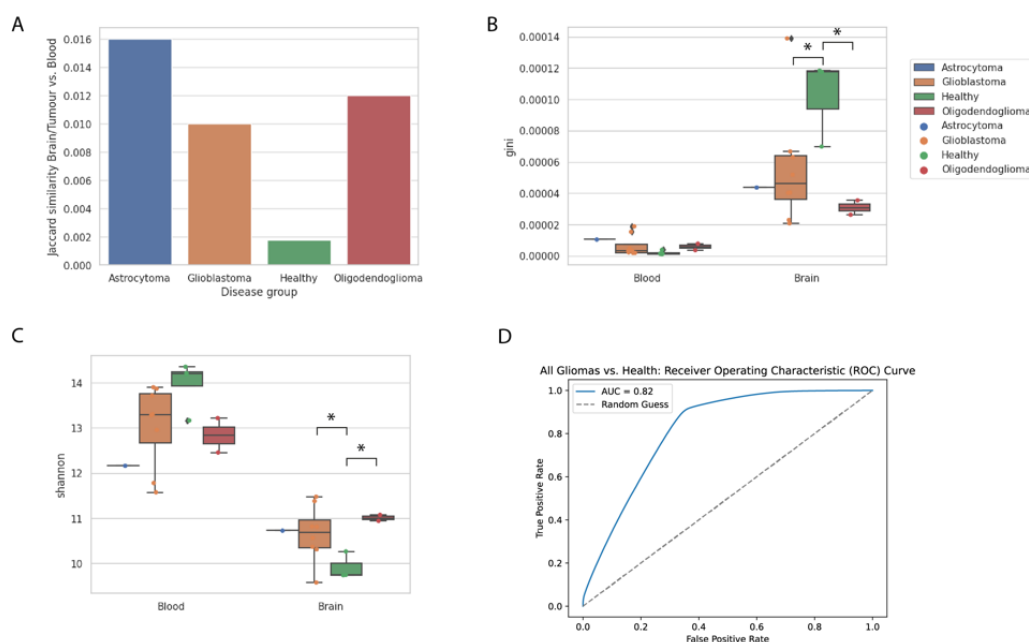 A
Jaccard similarity Brain/Tumour vs. Blood
0.016
0.014
0.012
0.010
0.008
0.006
0.004
0.002
0.000
Astrocytoma Glioblastoma Healthy Oligodendoglioma
Disease group
B
gini
0.00014
0.00012
0.00010
0.00008
0.00006
0.00004
0.00002
0.00000
* *
Blood Brain
Astrocytoma
Glioblastoma
Healthy
Oligodendoglioma
Astrocytoma
Glioblastoma
Healthy
Oligodendoglioma
C
shannon
14
13
12
11
10
*
*
Blood Brain
D
All Gliomas vs. Health: Receiver Operating Characteristic (ROC) Curve
True Positive Rate
1.0
0.8
0.6
0.4
0.2
0.0
AUC = 0.82
Random Guess
0.0 0.2 0.4 0.6 0.8 1.0
False Positive Rate